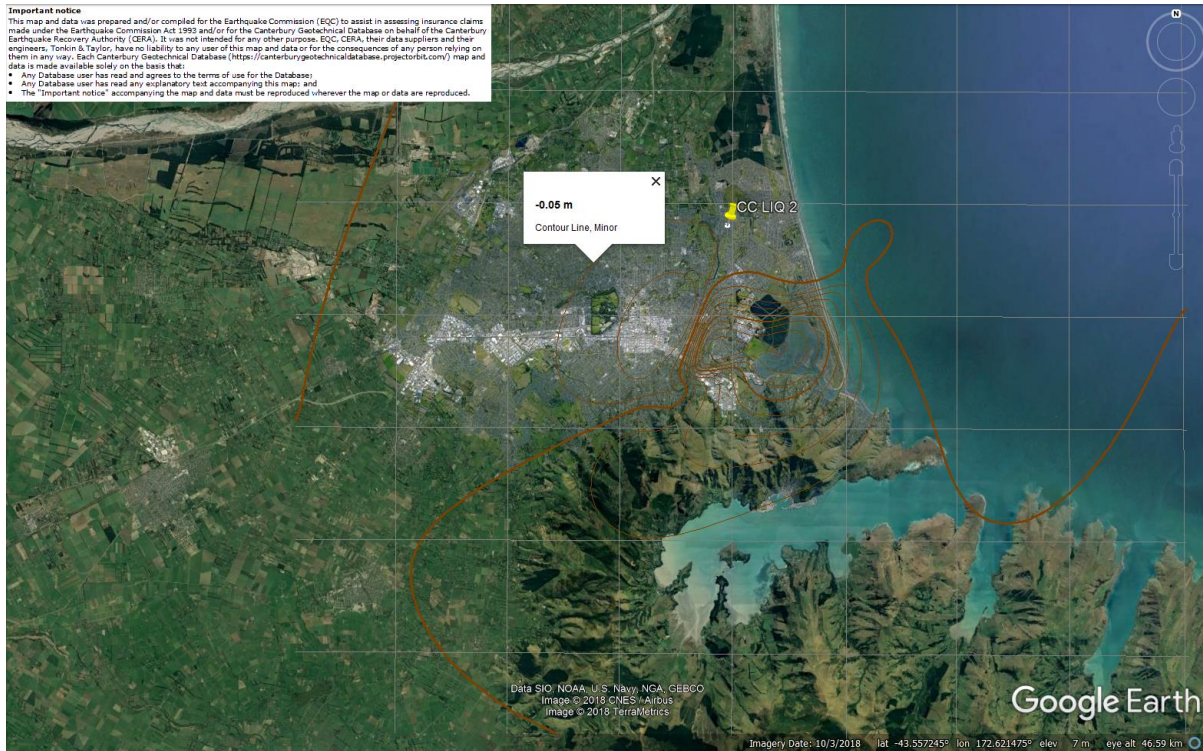 Important notice
This map and data was prepared and/or compiled for the Earthquake Commission (EQC) to assist in assessing insurance claims
made under the Earthquake Commission Act 1993 and/or for the Canterbury Geotechnical Database on behalf of the Canterbury
Earthquake Recovery Authority (CERA). It was not intended for any other purpose. EQC, CERA, their data suppliers and their
engineers, Tonkin & Taylor, have no liability to any user of this map and data or for the consequences of any person relying on
them in any way. Each Canterbury Geotechnical Database (https://canterburygeotechnicaldatabase.projectorbit.com/) map and
data is made available solely on the basis that:
• Any Database user has read and agrees to the terms of use for the Database;
• Any Database user has read any explanatory text accompanying this map; and
• The "Important notice" accompanying the map and data must be reproduced wherever the map or data are reproduced.
N
-0.05 m
Contour Line, Minor
CC LIQ 2
Data SIO, NOAA, U.S. Navy, NGA, GEBCO
Image © 2018 CNES / Airbus
Image © 2018 TerraMetrics
Google Earth
Imagery Date: 10/3/2018 lat -43.557245° lon 172.621475° elev 7 m eye alt 46.59 km